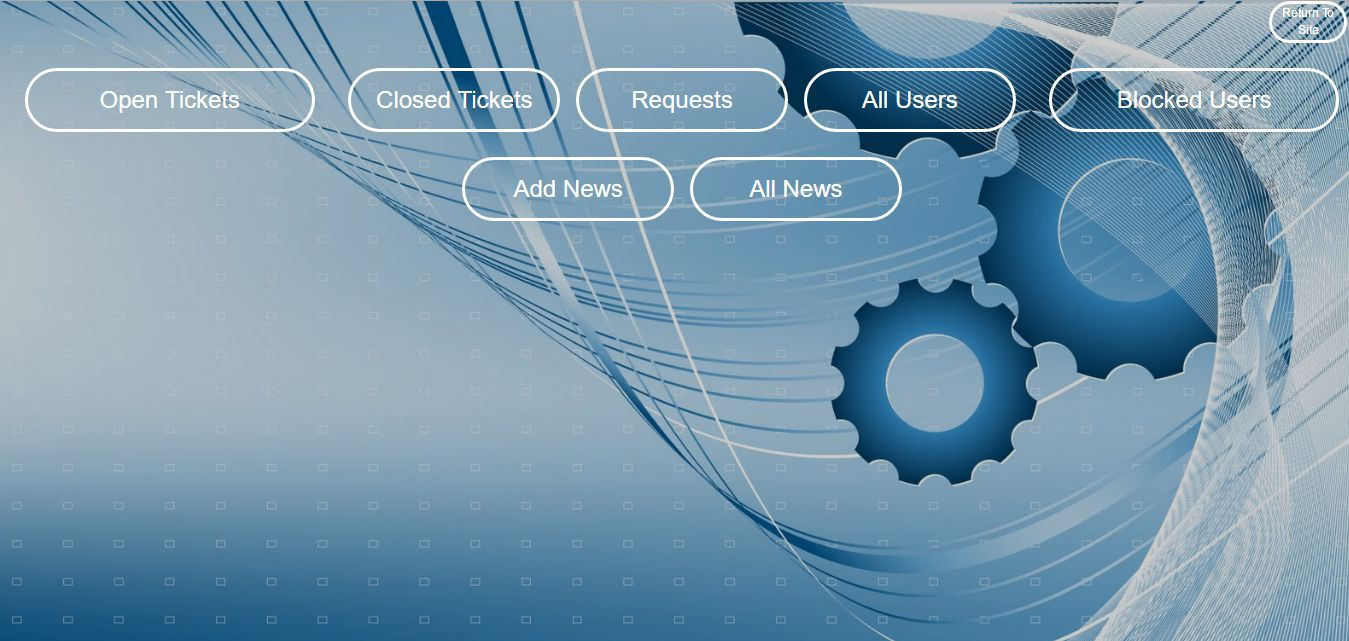 Return To
Site
Open Tickets
Closed Tickets
Requests
All Users
Blocked Users
Add News
All News